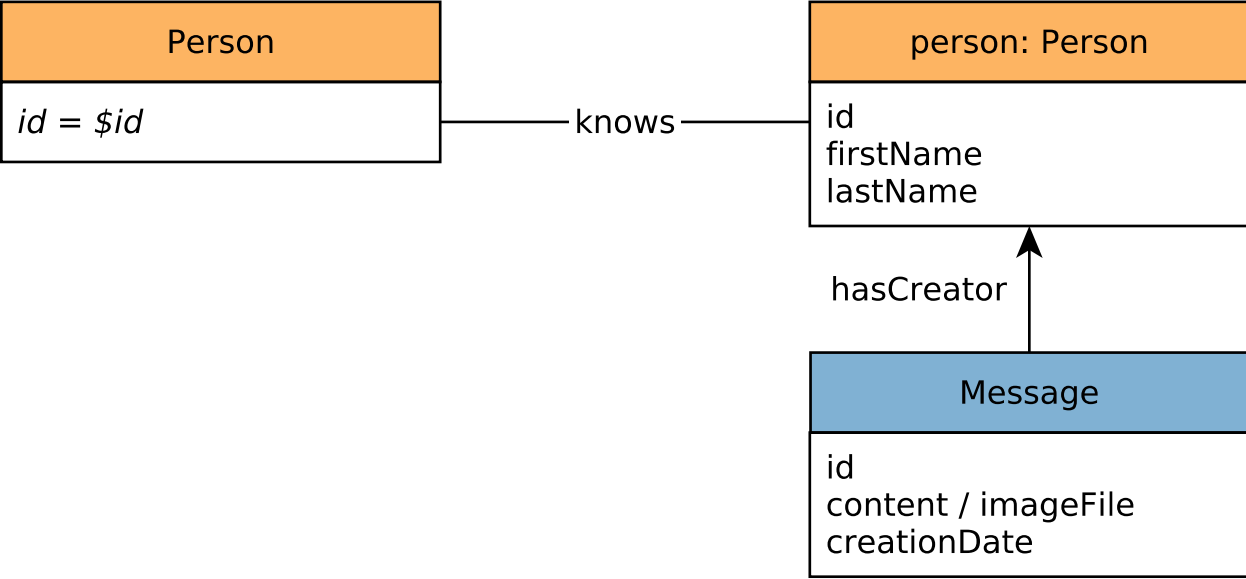 Person
id = $id
knows
person: Person
id
firstName
lastName
hasCreator
Message
id
content / imageFile
creationDate